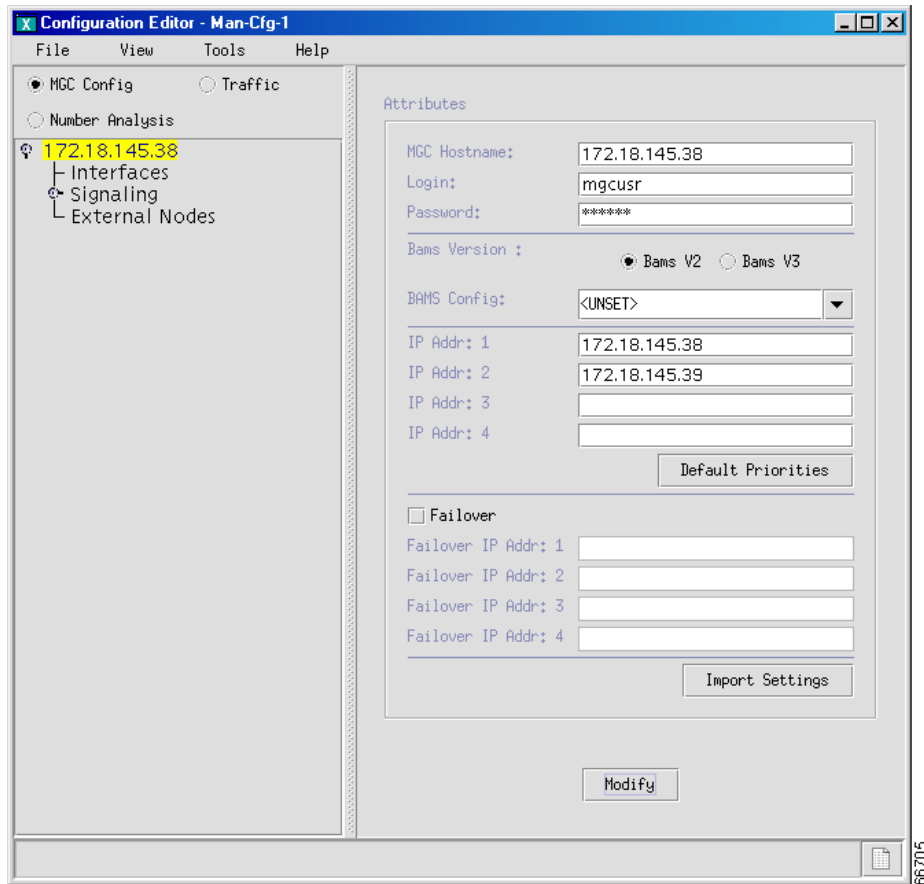 Configuration Editor - Man-Cfg-1
File View Tools Help
MGC Config Traffic
Number Analysis
172.18.145.38
Interfaces
Signaling
External Nodes
Attributes
MGC Hostname: 172.18.145.38
Login: mgcusr
Password: ******
Bams Version : Bams V2 Bams V3
BAMS Config: <UNSET>
IP Addr: 1 172.18.145.38
IP Addr: 2 172.18.145.39
IP Addr: 3
IP Addr: 4
Default Priorities
Failover
Failover IP Addr: 1
Failover IP Addr: 2
Failover IP Addr: 3
Failover IP Addr: 4
Import Settings
Modify
66705